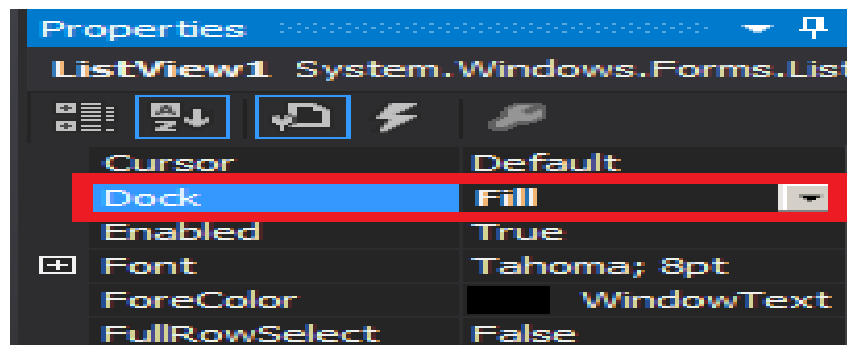 Properties
ListView1 System.Windows.Forms.List
Cursor Default
Dock Fill
Enabled True
Font Tahoma; 8pt
ForeColor WindowText
FullRowSelect False